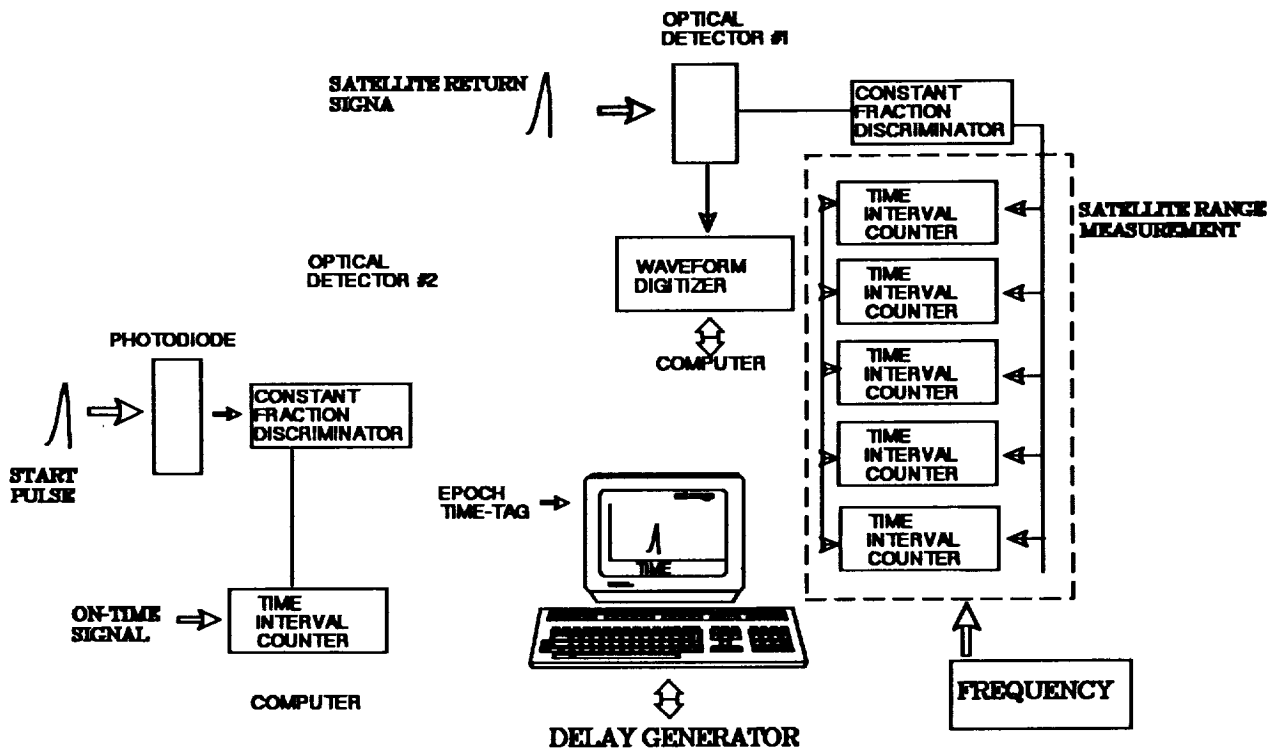 OPTICAL
DETECTOR #1
SATELLITE RETURN
SIGNA
CONSTANT
FRACTION
DISCRIMINATOR
TIME
INTERVAL
COUNTER
SATELLITE RANGE
MEASUREMENT
OPTICAL
DETECTOR #2
WAVEFORM
DIGITIZER
TIME
INTERVAL
COUNTER
PHOTODIODE
COMPUTER
TIME
INTERVAL
COUNTER
CONSTANT
FRACTION
DISCRIMINATOR
START
PULSE
TIME
INTERVAL
COUNTER
EPOCH
TIME-TAG
TIME
TIME
INTERVAL
COUNTER
ON-TIME
SIGNAL
TIME
INTERVAL
COUNTER
COMPUTER
FREQUENCY
DELAY GENERATOR